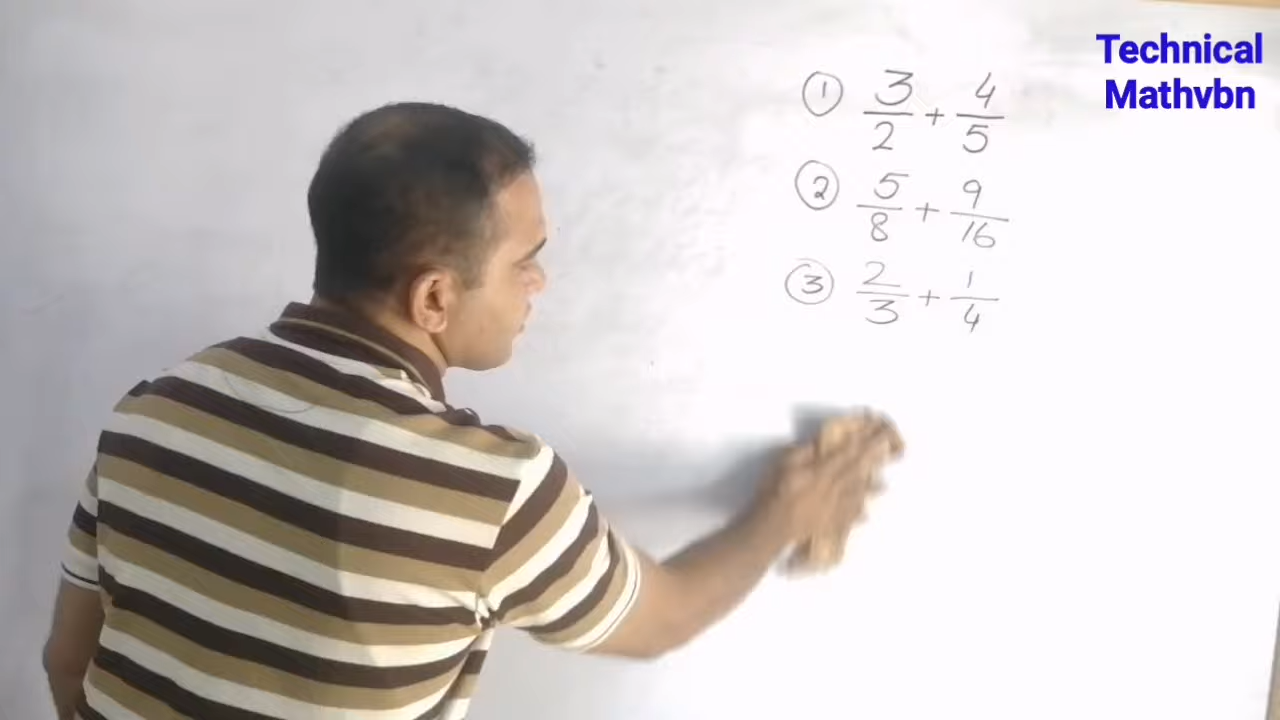 Technical
Mathvbn
① 3/2 + 4/5
② 5/8 + 9/16
③ 2/3 + 1/4